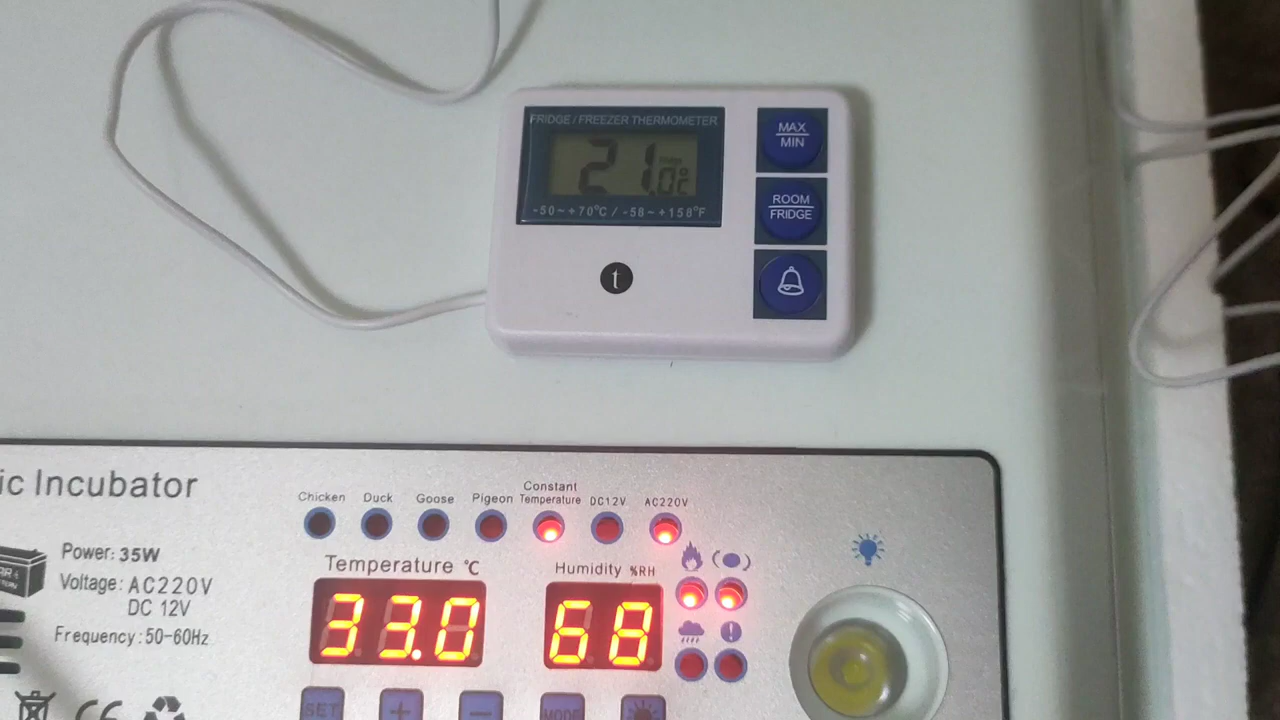 FRIDGE / FREEZER THERMOMETER
21.0°C
-50~+70°C / -58~+158°F
MAX
MIN
ROOM
FRIDGE
t
ic Incubator
Power: 35W
Voltage: AC220V
DC 12V
Frequency: 50-60Hz
Chicken
Duck
Goose
Pigeon
Constant
Temperature
DC12V
AC220V
Temperature °C
33.0
Humidity %RH
68
SET
+
-
MODE
CE